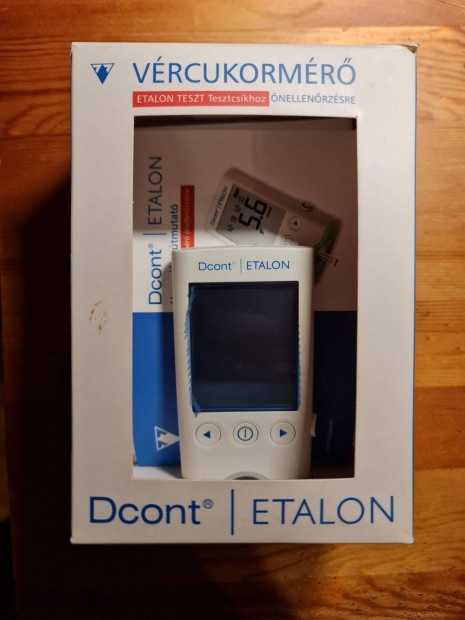 VÉRCUKORMÉRŐ
ETALON TESZT Tesztcsíkhoz ÖNELLENŐRZÉSRE
Dcont® | ETALON
5.6
Dcont® | ETALON
Dcont® | ETALON